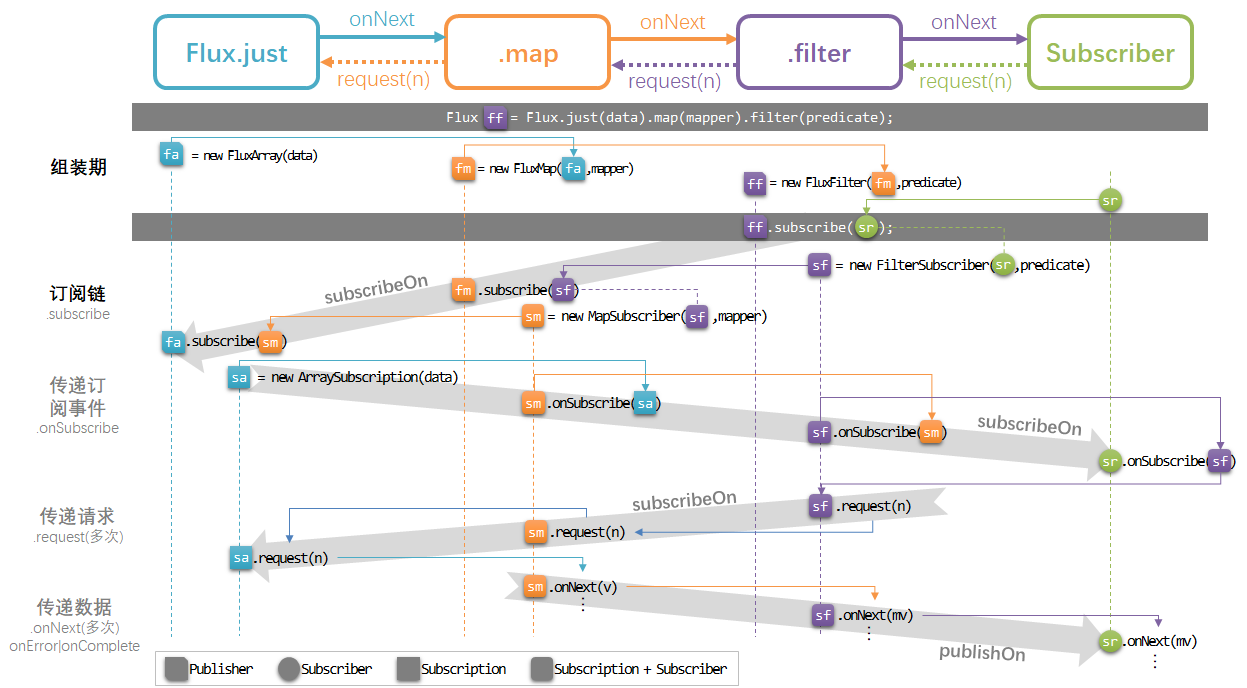 onNext
onNext
onNext
Flux.just
.map
.filter
Subscriber
request(n)
request(n)
request(n)
Flux ff = Flux.just(data).map(mapper).filter(predicate);
组装期
fa = new FluxArray(data)
fm = new FluxMap(fa,mapper)
ff = new FluxFilter(fm,predicate)
sr
ff.subscribe(sr);
订阅链
.subscribe
subscribeOn
sf = new FilterSubscriber(sr,predicate)
fm.subscribe(sf)
sm = new MapSubscriber(sf,mapper)
fa.subscribe(sm)
传递订
阅事件
.onSubscribe
sa = new ArraySubscription(data)
sm.onSubscribe(sa)
sf.onSubscribe(sm)
subscribeOn
sr.onSubscribe(sf)
传递请求
.request(多次)
subscribeOn
sf.request(n)
sm.request(n)
sa.request(n)
传递数据
.onNext(多次)
onError|onComplete
sm.onNext(v)
⋮
sf.onNext(mv)
⋮
sr.onNext(mv)
⋮
publishOn
Publisher
Subscriber
Subscription
Subscription + Subscriber